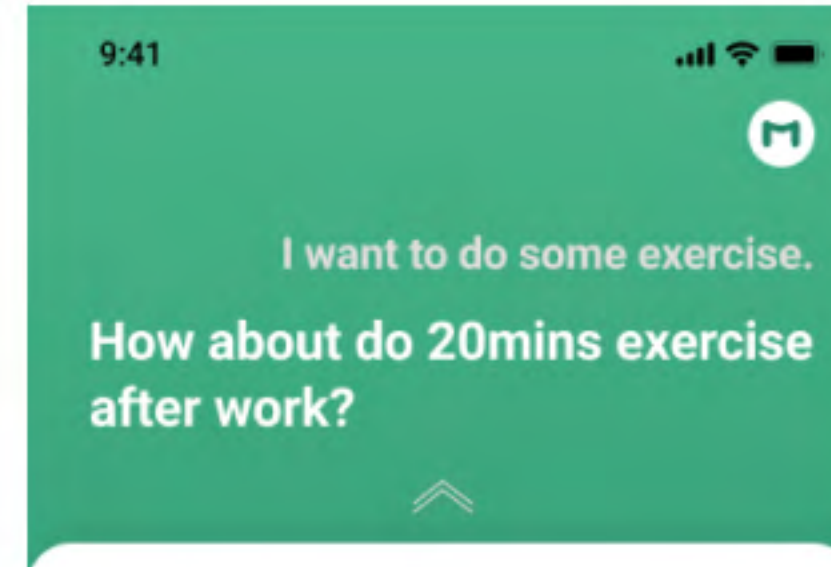 9:41
I want to do some exercise.
How about do 20mins exercise
after work?